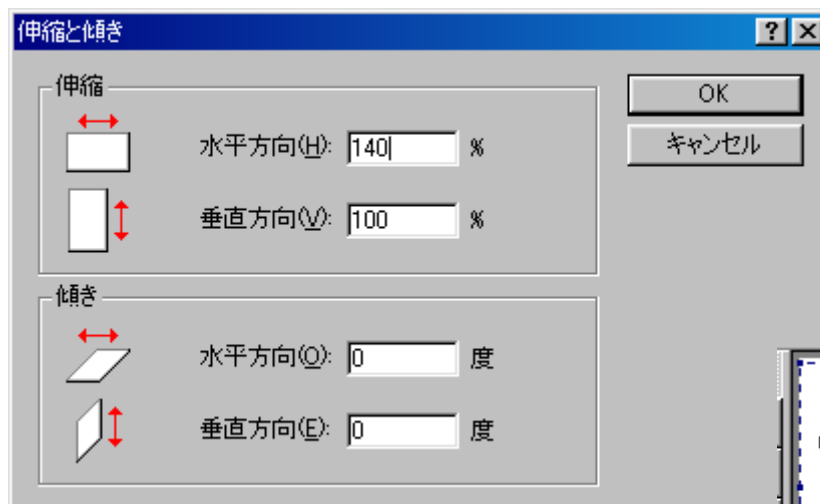 伸縮と傾き
伸縮
水平方向(H): 140 %
垂直方向(V): 100 %
傾き
水平方向(O): 0 度
垂直方向(E): 0 度
OK
キャンセル